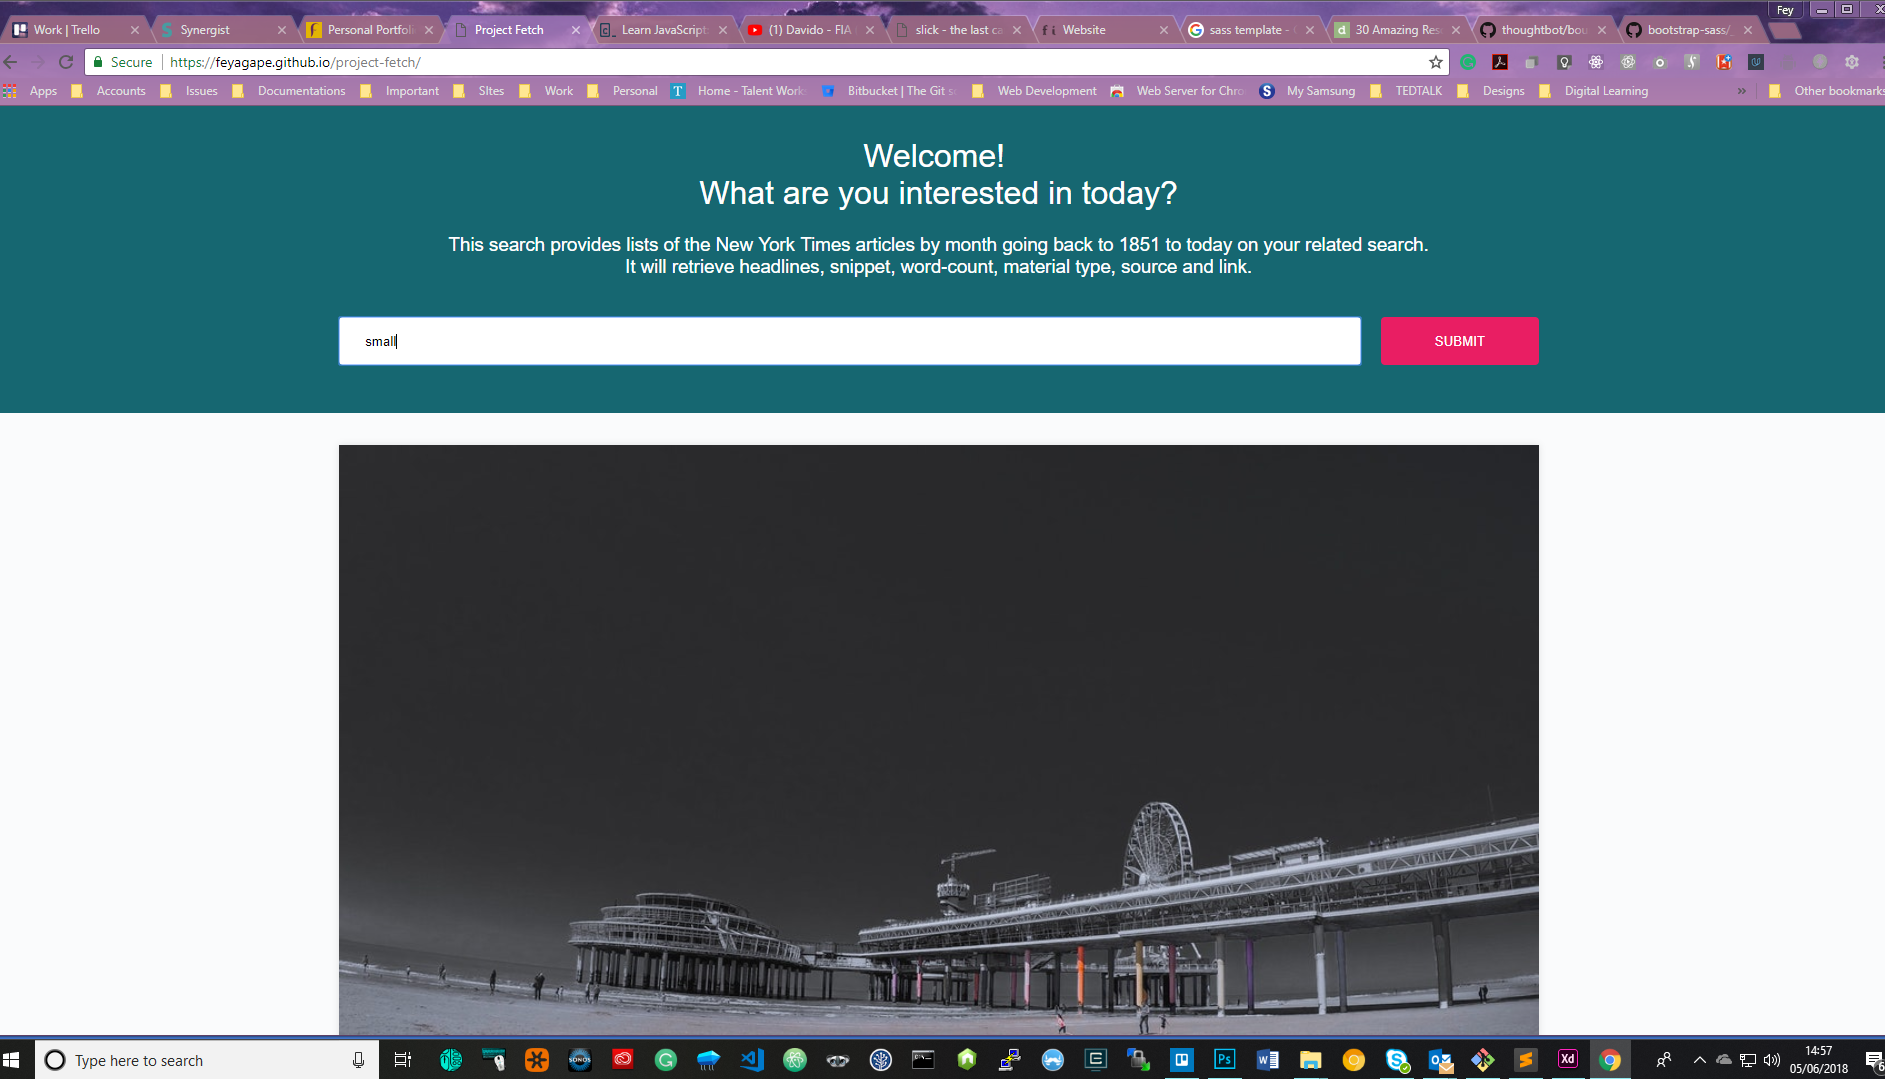 Fey
Work | Trello
Synergist
Personal Portfoli
Project Fetch
Learn JavaScript
(1) Davido - FIA
slick - the last ca
Website
sass template -
30 Amazing Res
thoughtbot/bou
bootstrap-sass/
Secure
https://feyagape.github.io/project-fetch/
Apps
Accounts
Issues
Documentations
Important
SItes
Work
Personal
Home - Talent Work
Bitbucket | The Git s
Web Development
Web Server for Chro
My Samsung
TEDTALK
Designs
Digital Learning
»
Other bookmarks
Welcome!
What are you interested in today?
This search provides lists of the New York Times articles by month going back to 1851 to today on your related search.
It will retrieve headlines, snippet, word-count, material type, source and link.
small
SUBMIT
Type here to search
SONOS
Ps
Xd
14:57
05/06/2018